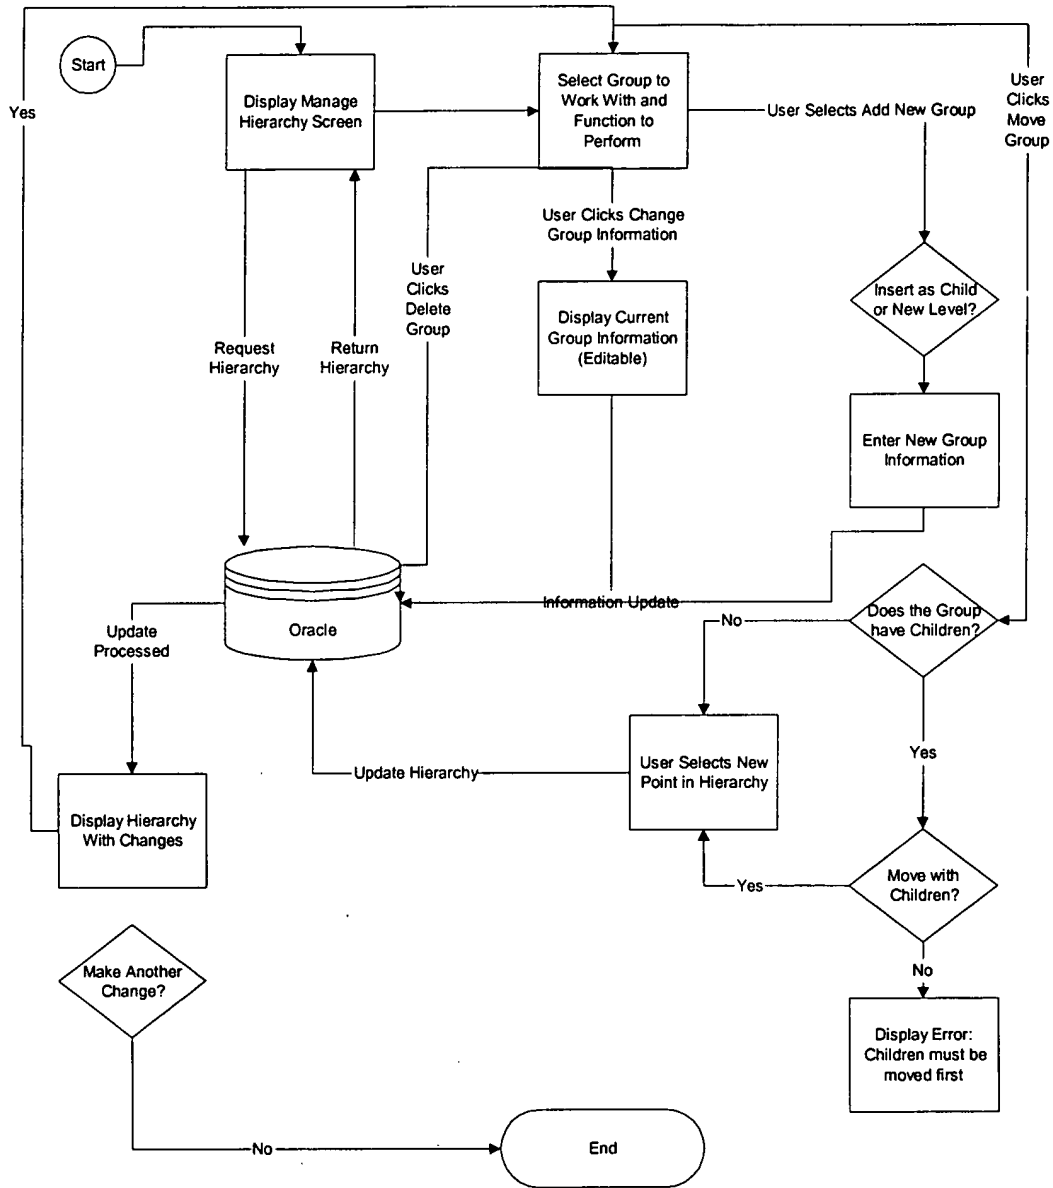 Start
Yes
Display Manage
Hierarchy Screen
Select Group to
Work With and
Function to
Perform
User Selects Add New Group
User
Clicks
Move
Group
User Clicks Change
Group Information
User
Clicks
Delete
Group
Insert as Child
or New Level?
Display Current
Group Information
(Editable)
Request
Hierarchy
Return
Hierarchy
Enter New Group
Information
Information Update
Oracle
Does the Group
have Children?
No
Update
Processed
Yes
User Selects New
Point in Hierarchy
Update Hierarchy
Display Hierarchy
With Changes
Move with
Children?
Yes
No
Make Another
Change?
Display Error:
Children must be
moved first
No
End